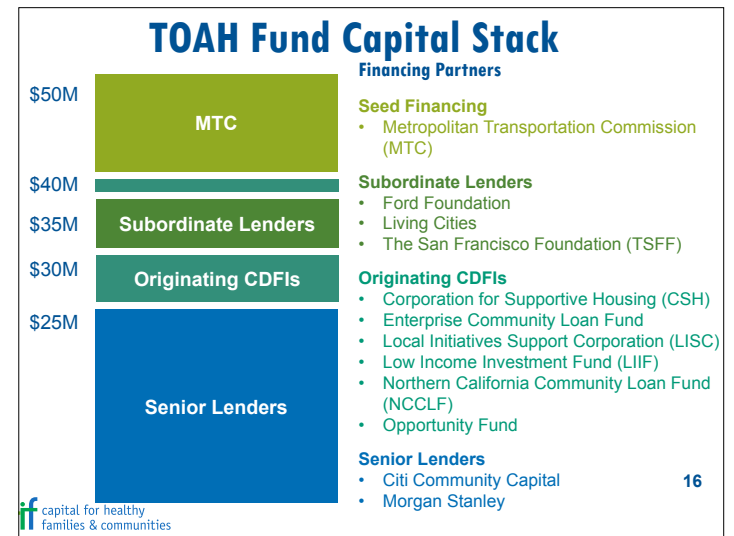 TOAH Fund Capital Stack
Financing Partners
$50M
MTC
$40M
$35M
Subordinate Lenders
$30M
Originating CDFIs
$25M
Senior Lenders
Seed Financing
• Metropolitan Transportation Commission
(MTC)
Subordinate Lenders
• Ford Foundation
• Living Cities
• The San Francisco Foundation (TSFF)
Originating CDFIs
• Corporation for Supportive Housing (CSH)
• Enterprise Community Loan Fund
• Local Initiatives Support Corporation (LISC)
• Low Income Investment Fund (LIIF)
• Northern California Community Loan Fund
(NCCLF)
• Opportunity Fund
Senior Lenders
• Citi Community Capital
• Morgan Stanley
16
capital for healthy
families & communities